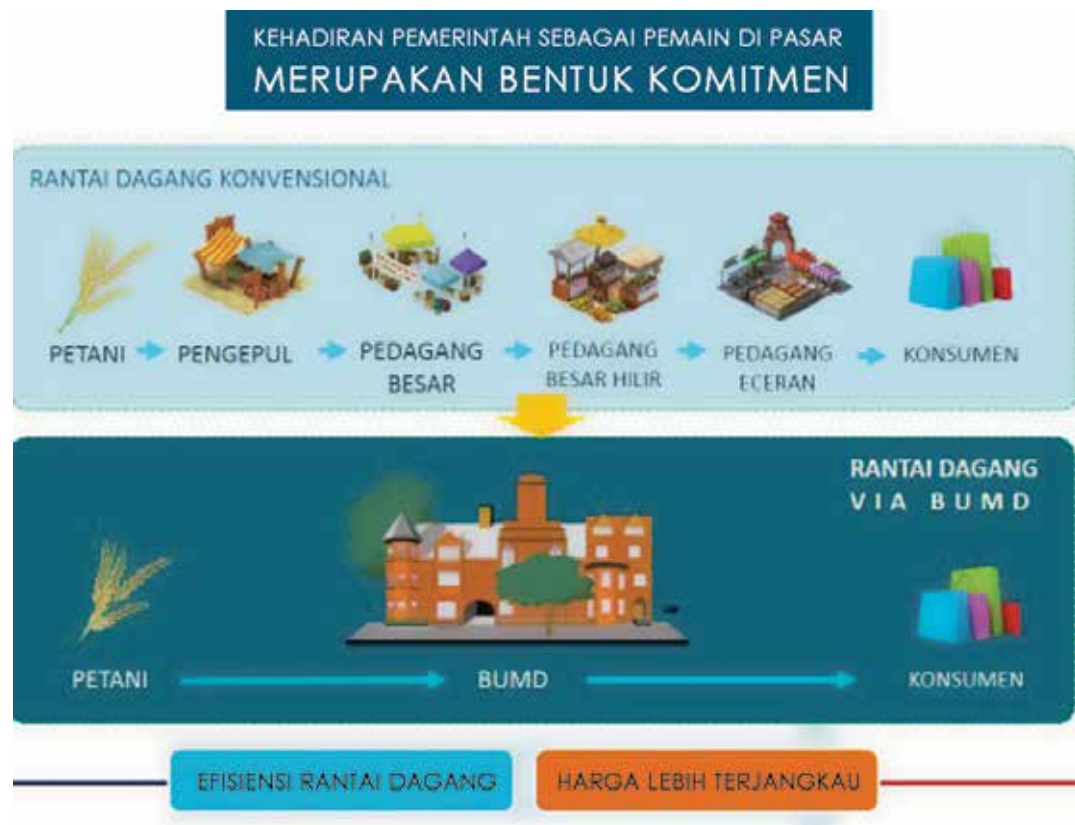 KEHADIRAN PEMERINTAH SEBAGAI PEMAIN DI PASAR
MERUPAKAN BENTUK KOMITMEN
RANTAI DAGANG KONVENSIONAL
PETANI
PENGEPUL
PEDAGANG
BESAR
PEDAGANG
BESAR HILIR
PEDAGANG
ECERAN
KONSUMEN
RANTAI DAGANG
VIA BUMD
PETANI
BUMD
KONSUMEN
EFISIENSI RANTAI DAGANG
HARGA LEBIH TERJANGKAU